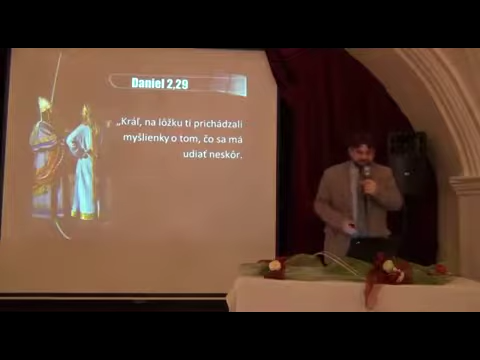 Daniel 2,29
„Kráľ, na lôžku ti prichádzali
myšlienky o tom, čo sa má
udiať neskôr.